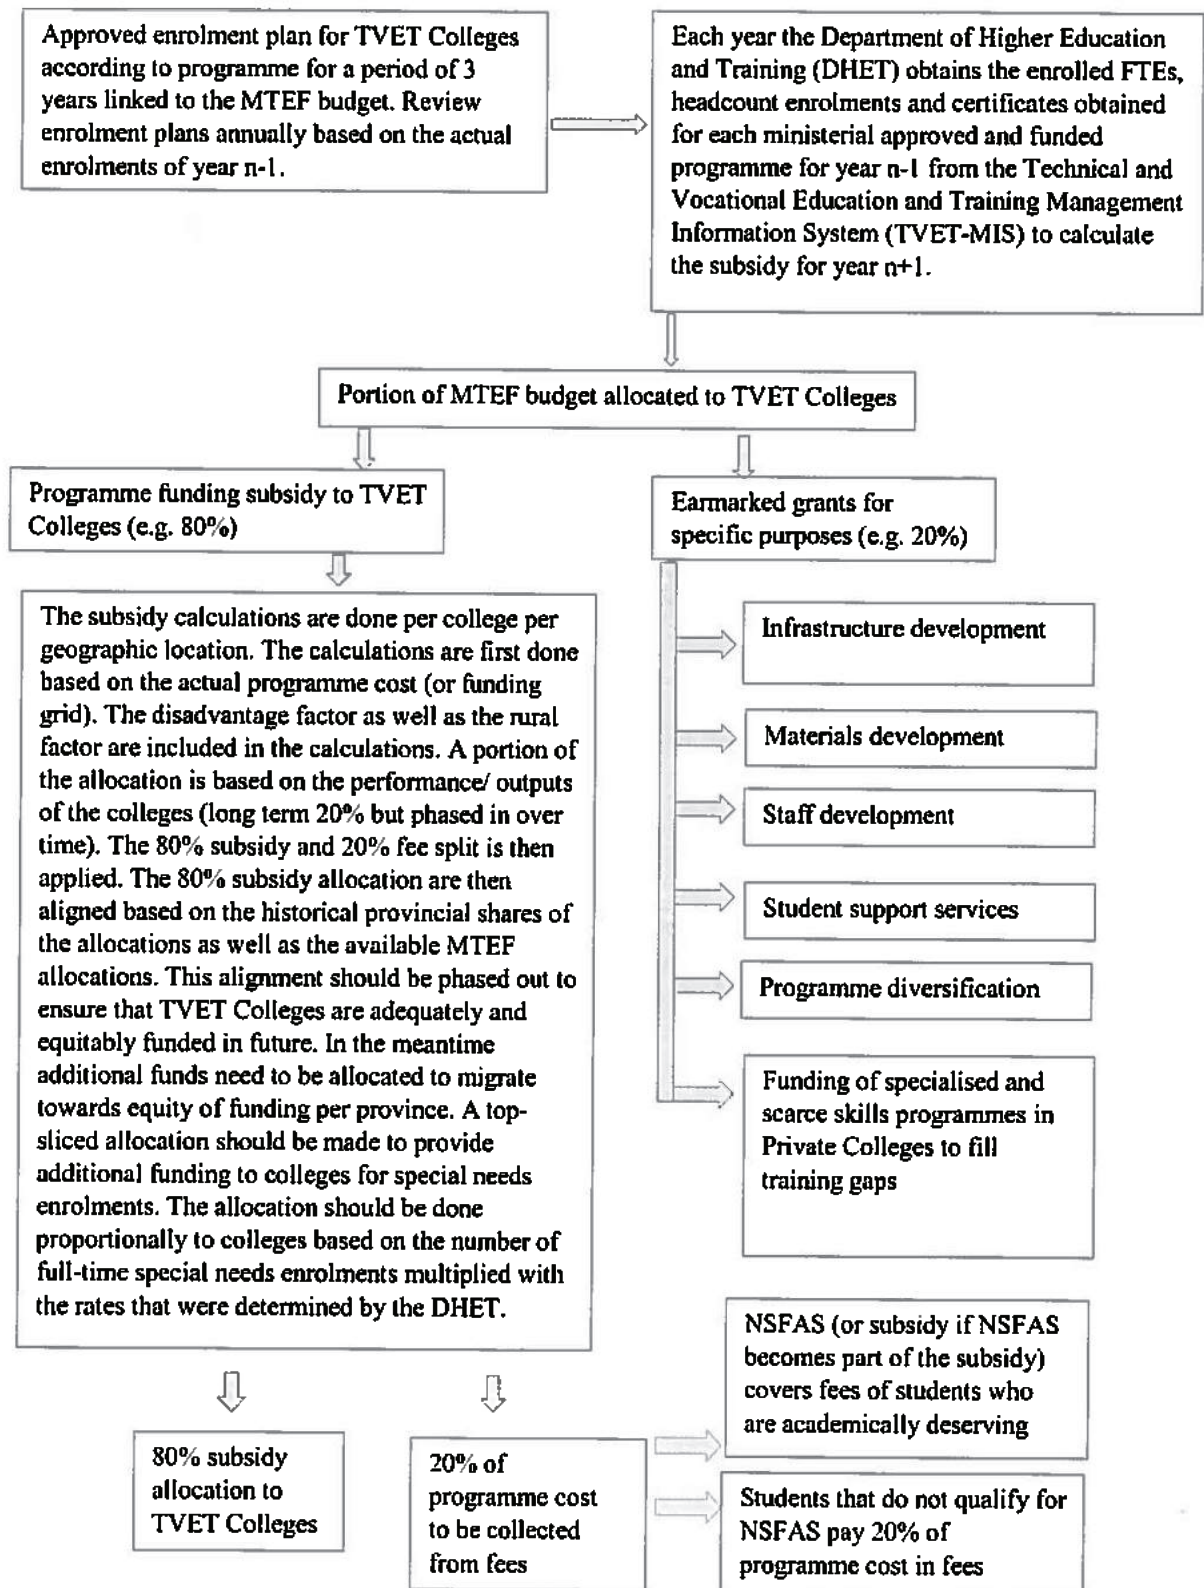 Approved enrolment plan for TVET Colleges
according to programme for a period of 3
years linked to the MTEF budget. Review
enrolment plans annually based on the actual
enrolments of year n-1.
Each year the Department of Higher Education
and Training (DHET) obtains the enrolled FTEs,
headcount enrolments and certificates obtained
for each ministerial approved and funded
programme for year n-1 from the Technical and
Vocational Education and Training Management
Information System (TVET-MIS) to calculate
the subsidy for year n+1.
Portion of MTEF budget allocated to TVET Colleges
Programme funding subsidy to TVET
Colleges (e.g. 80%)
Earmarked grants for
specific purposes (e.g. 20%)
The subsidy calculations are done per college per
geographic location. The calculations are first done
based on the actual programme cost (or funding
grid). The disadvantage factor as well as the rural
factor are included in the calculations. A portion of
the allocation is based on the performance/ outputs
of the colleges (long term 20% but phased in over
time). The 80% subsidy and 20% fee split is then
applied. The 80% subsidy allocation are then
aligned based on the historical provincial shares of
the allocations as well as the available MTEF
allocations. This alignment should be phased out to
ensure that TVET Colleges are adequately and
equitably funded in future. In the meantime
additional funds need to be allocated to migrate
towards equity of funding per province. A top-
sliced allocation should be made to provide
additional funding to colleges for special needs
enrolments. The allocation should be done
proportionally to colleges based on the number of
full-time special needs enrolments multiplied with
the rates that were determined by the DHET.
Infrastructure development
Materials development
Staff development
Student support services
Programme diversification
Funding of specialised and
scarce skills programmes in
Private Colleges to fill
training gaps
80% subsidy
allocation to
TVET Colleges
20% of
programme cost
to be collected
from fees
NSFAS (or subsidy if NSFAS
becomes part of the subsidy)
covers fees of students who
are academically deserving
Students that do not qualify for
NSFAS pay 20% of
programme cost in fees